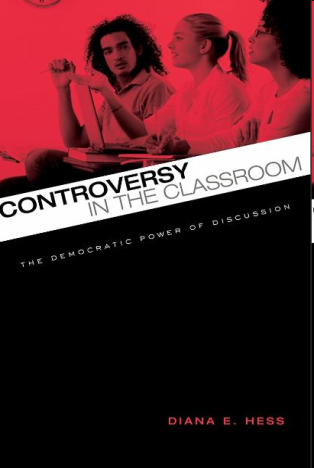 CONTROVERSY
IN THE CLASSROOM
THE DEMOCRATIC POWER OF DISCUSSION
DIANA E. HESS